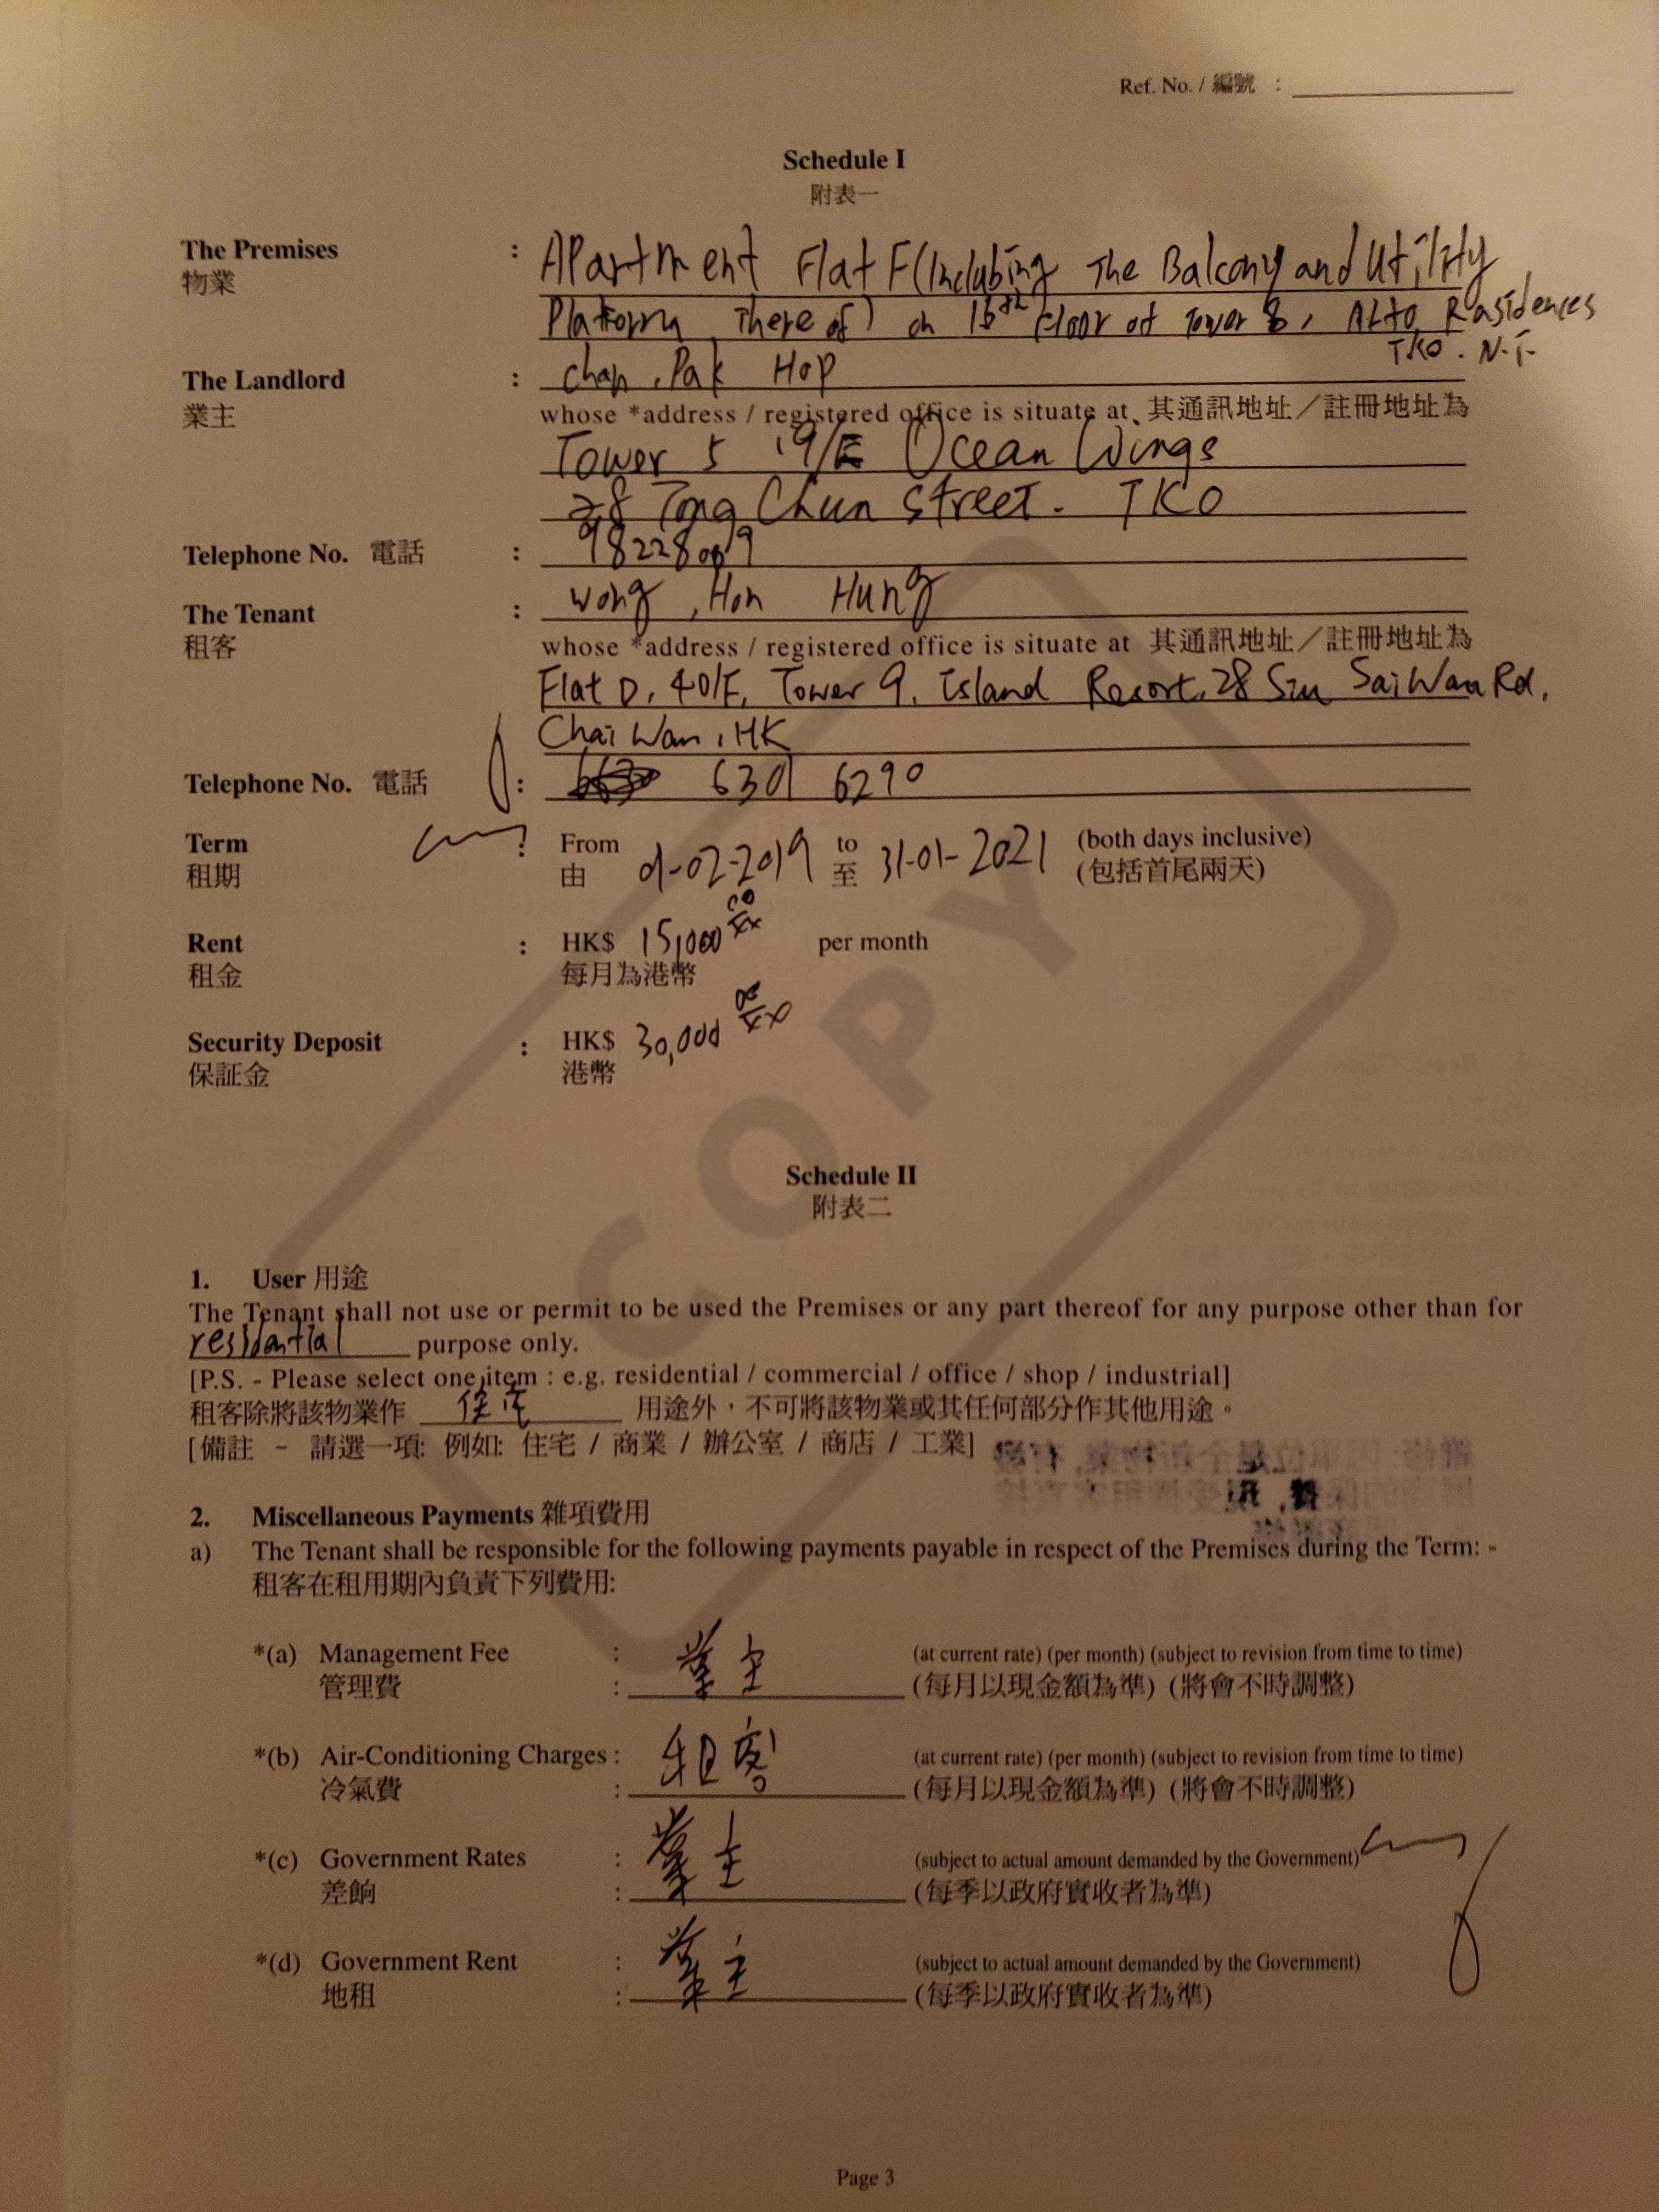 Ref. No. / 編號 :
Schedule I
附表一
The Premises : Apartment Flat F (Inclubing The Balcony and Utility
物業
Platform There of) on 16th Floor of Tower 8, Alto Rasidences
TKO. N.T.
The Landlord : Chan, Pak Hop
業主 whose *address / registered office is situate at 其通訊地址／註冊地址為
Tower 5 19/E Ocean Wings
28 Tong Chun Street. TKO
Telephone No. 電話 :
The Tenant : Wong, Hon Hung
租客 whose *address / registered office is situate at 其通訊地址／註冊地址為
Flat D, 40/F, Tower 9, Island Resort, 28 Siu Sai Wan Rd,
Chai Wan, HK
Telephone No. 電話 : 6301 6290
Term : From 01-02-2019 to 31-01-2021 (both days inclusive)
租期 由 至 (包括首尾兩天)
Rent : HK$ 15,000 00/xx per month
租金 每月為港幣
Security Deposit : HK$ 30,000 00/xx
保証金 港幣
COPY
Schedule II
附表二
1. User 用途
The Tenant shall not use or permit to be used the Premises or any part thereof for any purpose other than for
residantial purpose only.
[P.S. - Please select one item : e.g. residential / commercial / office / shop / industrial]
租客除將該物業作 住宅 用途外，不可將該物業或其任何部分作其他用途。
[備註 - 請選一項: 例如: 住宅 / 商業 / 辦公室 / 商店 / 工業]
2. Miscellaneous Payments 雜項費用
a) The Tenant shall be responsible for the following payments payable in respect of the Premises during the Term: -
租客在租用期內負責下列費用:
*(a) Management Fee : 業主 (at current rate) (per month) (subject to revision from time to time)
管理費 : (每月以現金額為準) (將會不時調整)
*(b) Air-Conditioning Charges : 租客 (at current rate) (per month) (subject to revision from time to time)
冷氣費 : (每月以現金額為準) (將會不時調整)
*(c) Government Rates : 業主 (subject to actual amount demanded by the Government)
差餉 : (每季以政府實收者為準)
*(d) Government Rent : 業主 (subject to actual amount demanded by the Government)
地租 : (每季以政府實收者為準)
Page 3